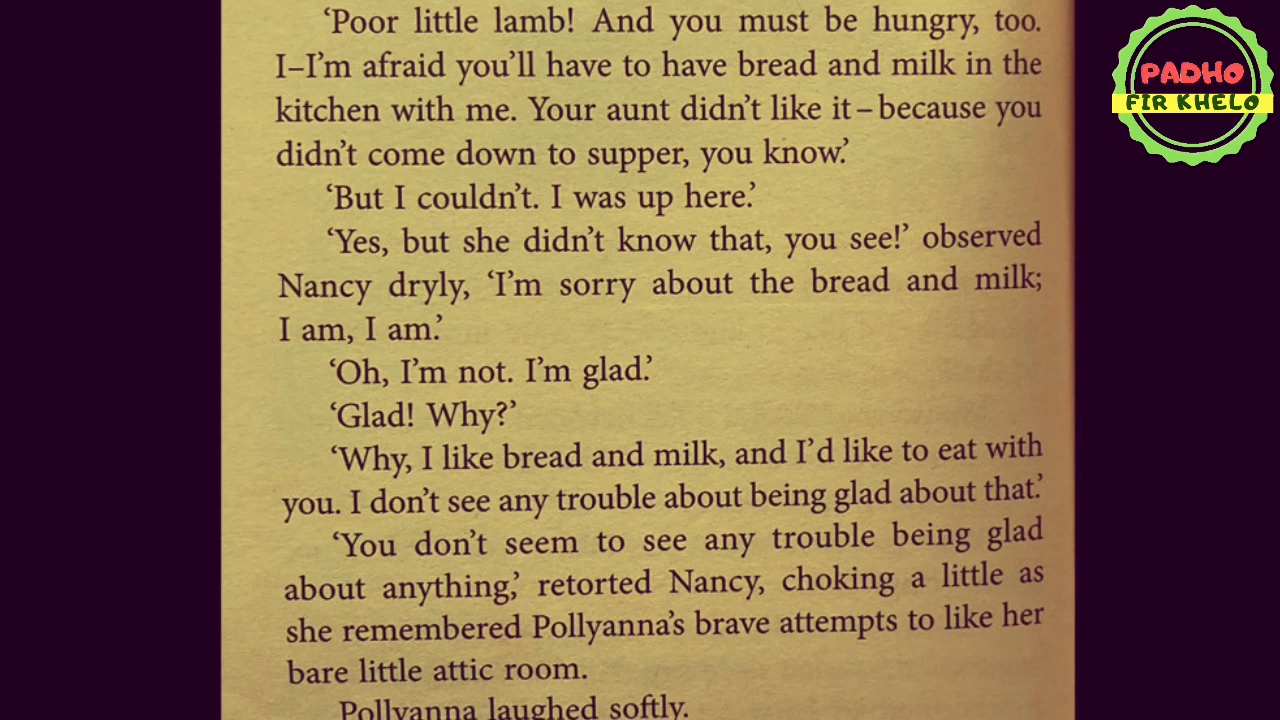 ‘Poor little lamb! And you must be hungry, too.
I–I’m afraid you’ll have to have bread and milk in the
kitchen with me. Your aunt didn’t like it – because you
didn’t come down to supper, you know.’
‘But I couldn’t. I was up here.’
‘Yes, but she didn’t know that, you see!’ observed
Nancy dryly, ‘I’m sorry about the bread and milk;
I am, I am.’
‘Oh, I’m not. I’m glad.’
‘Glad! Why?’
‘Why, I like bread and milk, and I’d like to eat with
you. I don’t see any trouble about being glad about that.’
‘You don’t seem to see any trouble being glad
about anything,’ retorted Nancy, choking a little as
she remembered Pollyanna’s brave attempts to like her
bare little attic room.
Pollyanna laughed softly.
PADHO
FIR KHELO